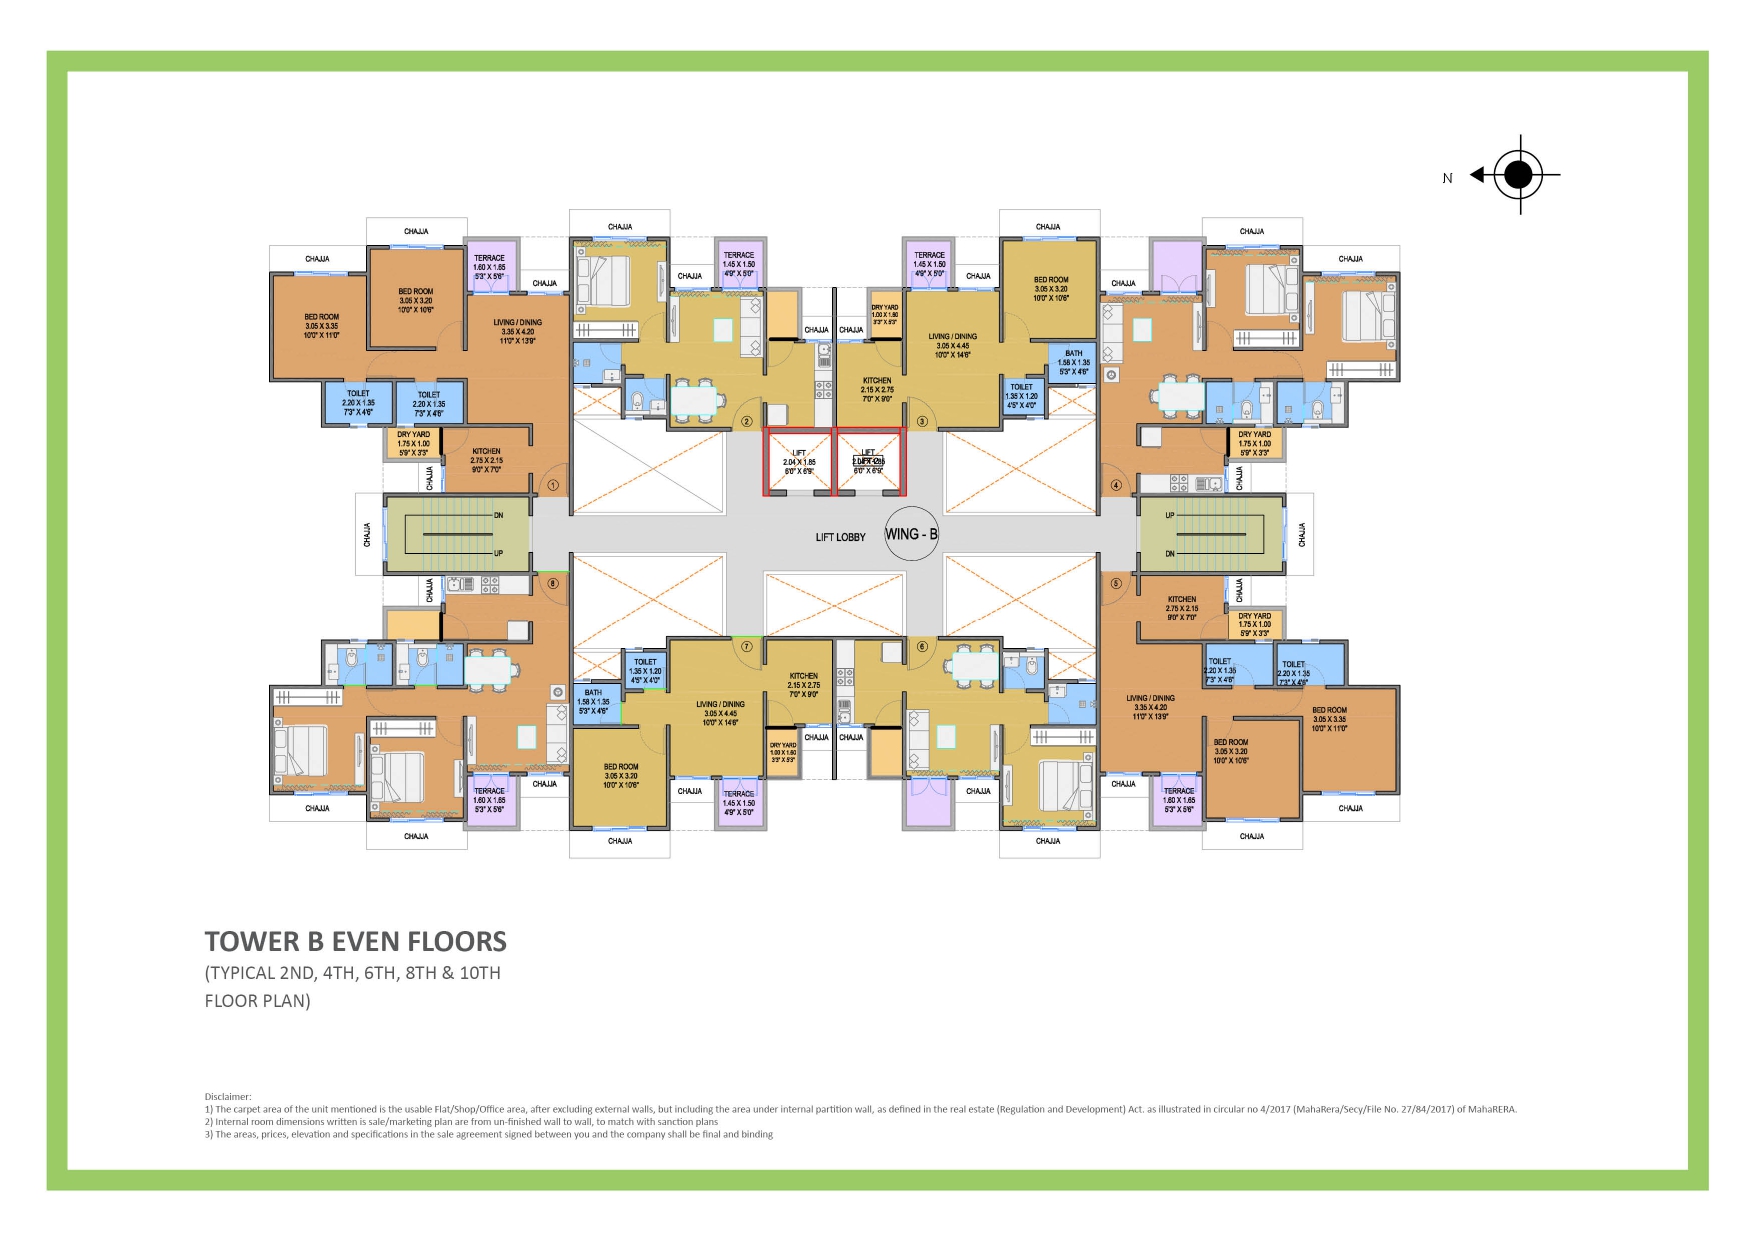 N
CHAJJA
CHAJJA
CHAJJA
CHAJJA
CHAJJA
CHAJJA
TERRACE
1.60 X 1.65
5'3" X 5'6"
CHAJJA
TERRACE
1.45 X 1.50
4'9" X 5'0"
CHAJJA
TERRACE
1.45 X 1.50
4'9" X 5'0"
CHAJJA
CHAJJA
BED ROOM
3.05 X 3.35
10'0" X 11'0"
BED ROOM
3.05 X 3.20
10'0" X 10'6"
LIVING / DINING
3.35 X 4.20
11'0" X 13'9"
CHAJJA
CHAJJA
DRY YARD
1.00 X 1.60
3'3" X 5'3"
LIVING / DINING
3.05 X 4.45
10'0" X 14'6"
BED ROOM
3.05 X 3.20
10'0" X 10'6"
BATH
1.58 X 1.35
5'3" X 4'6"
KITCHEN
2.15 X 2.75
7'0" X 9'0"
TOILET
1.35 X 1.20
4'5" X 4'0"
TOILET
2.20 X 1.35
7'3" X 4'6"
TOILET
2.20 X 1.35
7'3" X 4'6"
DRY YARD
1.75 X 1.00
5'9" X 3'3"
KITCHEN
2.75 X 2.15
9'0" X 7'0"
CHAJJA
1
2
3
4
LIFT
2.04 X 1.85
6'0" X 6'9"
LIFT
6'0" X 6'9"
DRY YARD
1.75 X 1.00
5'9" X 3'3"
CHAJJA
CHAJJA
DN
UP
LIFT LOBBY
WING - B
UP
DN
CHAJJA
CHAJJA
8
7
6
5
CHAJJA
KITCHEN
2.75 X 2.15
9'0" X 7'0"
DRY YARD
1.75 X 1.00
5'9" X 3'3"
TOILET
1.35 X 1.20
4'5" X 4'0"
BATH
1.58 X 1.35
5'3" X 4'6"
LIVING / DINING
3.05 X 4.45
10'0" X 14'6"
KITCHEN
2.15 X 2.75
7'0" X 9'0"
TOILET
2.20 X 1.35
7'3" X 4'6"
TOILET
2.20 X 1.35
7'3" X 4'6"
LIVING / DINING
3.35 X 4.20
11'0" X 13'9"
BED ROOM
3.05 X 3.20
10'0" X 10'6"
BED ROOM
3.05 X 3.35
10'0" X 11'0"
BED ROOM
3.05 X 3.20
10'0" X 10'6"
DRY YARD
1.00 X 1.60
3'3" X 5'3"
CHAJJA
CHAJJA
CHAJJA
TERRACE
1.60 X 1.65
5'3" X 5'6"
CHAJJA
CHAJJA
TERRACE
1.45 X 1.50
4'9" X 5'0"
CHAJJA
CHAJJA
TERRACE
1.60 X 1.65
5'3" X 5'6"
CHAJJA
CHAJJA
CHAJJA
CHAJJA
CHAJJA
TOWER B EVEN FLOORS
(TYPICAL 2ND, 4TH, 6TH, 8TH & 10TH
FLOOR PLAN)
Disclaimer:
1) The carpet area of the unit mentioned is the usable Flat/Shop/Office area, after excluding external walls, but including the area under internal partition wall, as defined in the real estate (Regulation and Development) Act. as illustrated in circular no 4/2017 (MahaRera/Secy/File No. 27/84/2017) of MahaRERA.
2) Internal room dimensions written is sale/marketing plan are from un-finished wall to wall, to match with sanction plans
3) The areas, prices, elevation and specifications in the sale agreement signed between you and the company shall be final and binding